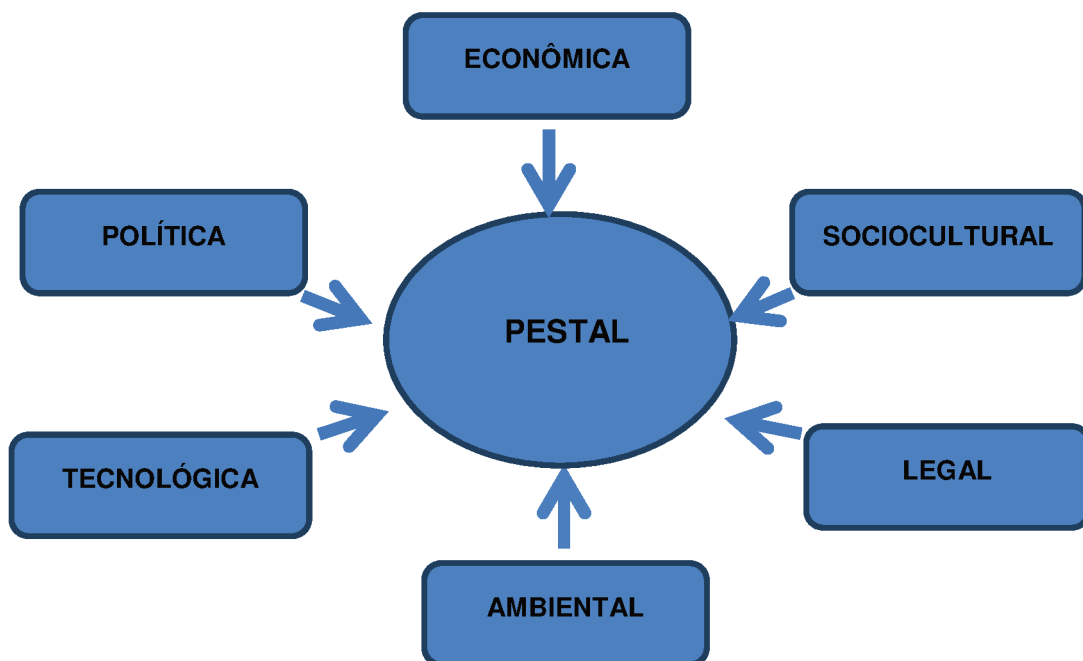 ECONÔMICA
POLÍTICA
SOCIOCULTURAL
PESTAL
TECNOLÓGICA
LEGAL
AMBIENTAL